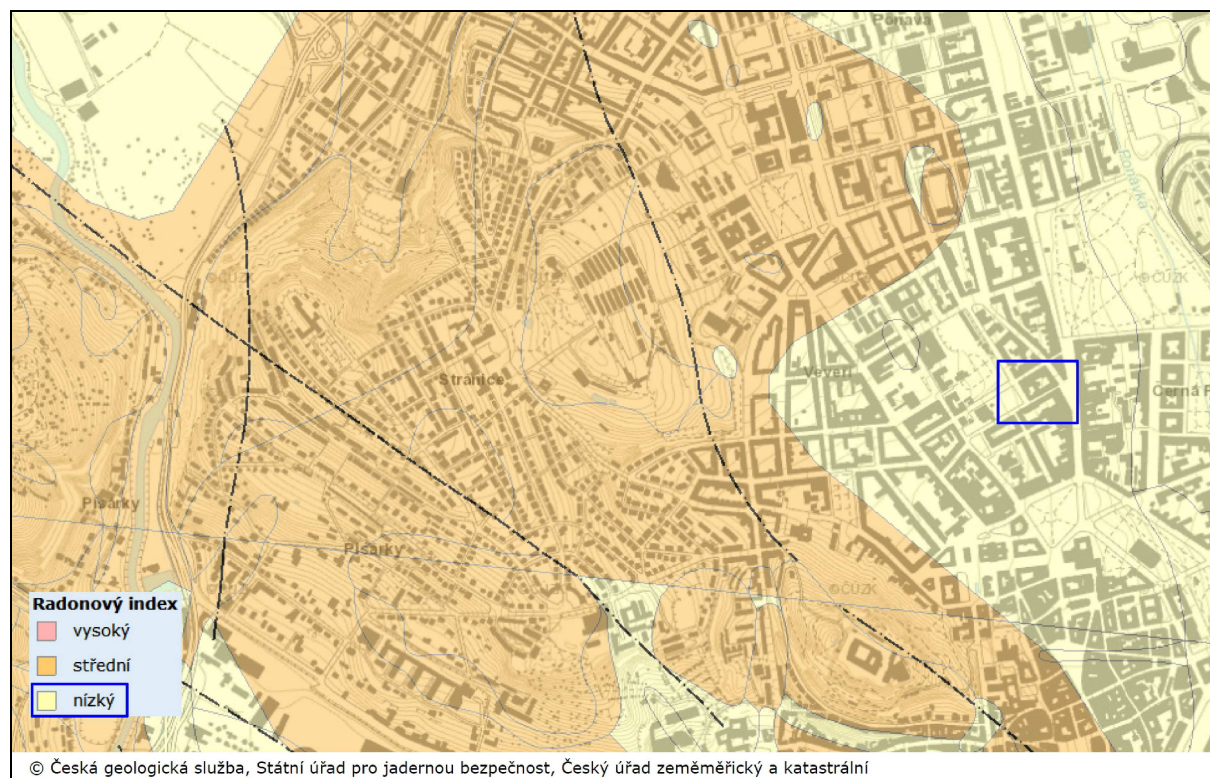 Ponava
Ponávka
©ČÚZK
©ČÚZK
©ČÚZK
Stránice
Veveří
Černá P
Pisárky
Pisárky
©ČÚZK
Radonový index
vysoký
střední
nízký
© Česká geologická služba, Státní úřad pro jadernou bezpečnost, Český úřad zeměměřický a katastrální